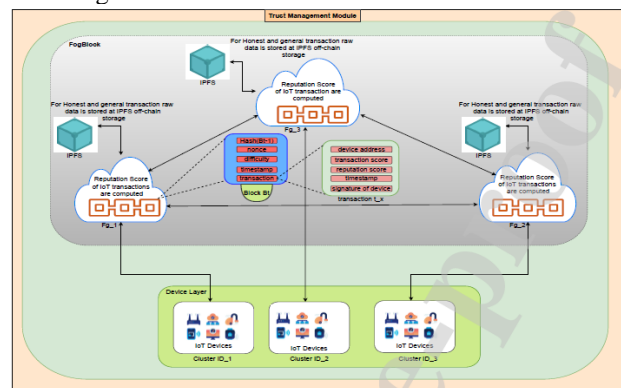 Trust Management Module
FogBlock
For Honest and general transaction raw
data is stored at IPFS off-chain
storage
IPFS
Reputation Score
of IoT transaction are
computed
Fg_3
For Honest and general transaction raw
data is stored at IPFS off-chain
storage
IPFS
For Honest and general transaction raw
data is stored at IPFS off-chain
storage
IPFS
Hash(Bt-1)
nonce
difficulty
timestamp
transaction
Block Bt
device address
transaction score
reputation score
timestamp
signature of device
transaction t_x
Reputation Score
of IoT transactions
are computed
Fg_1
Reputation Score
of IoT transactions
are computed
Fg_2
Device Layer
IoT Devices
Cluster ID_1
IoT Devices
Cluster ID_2
IoT Devices
Cluster ID_3